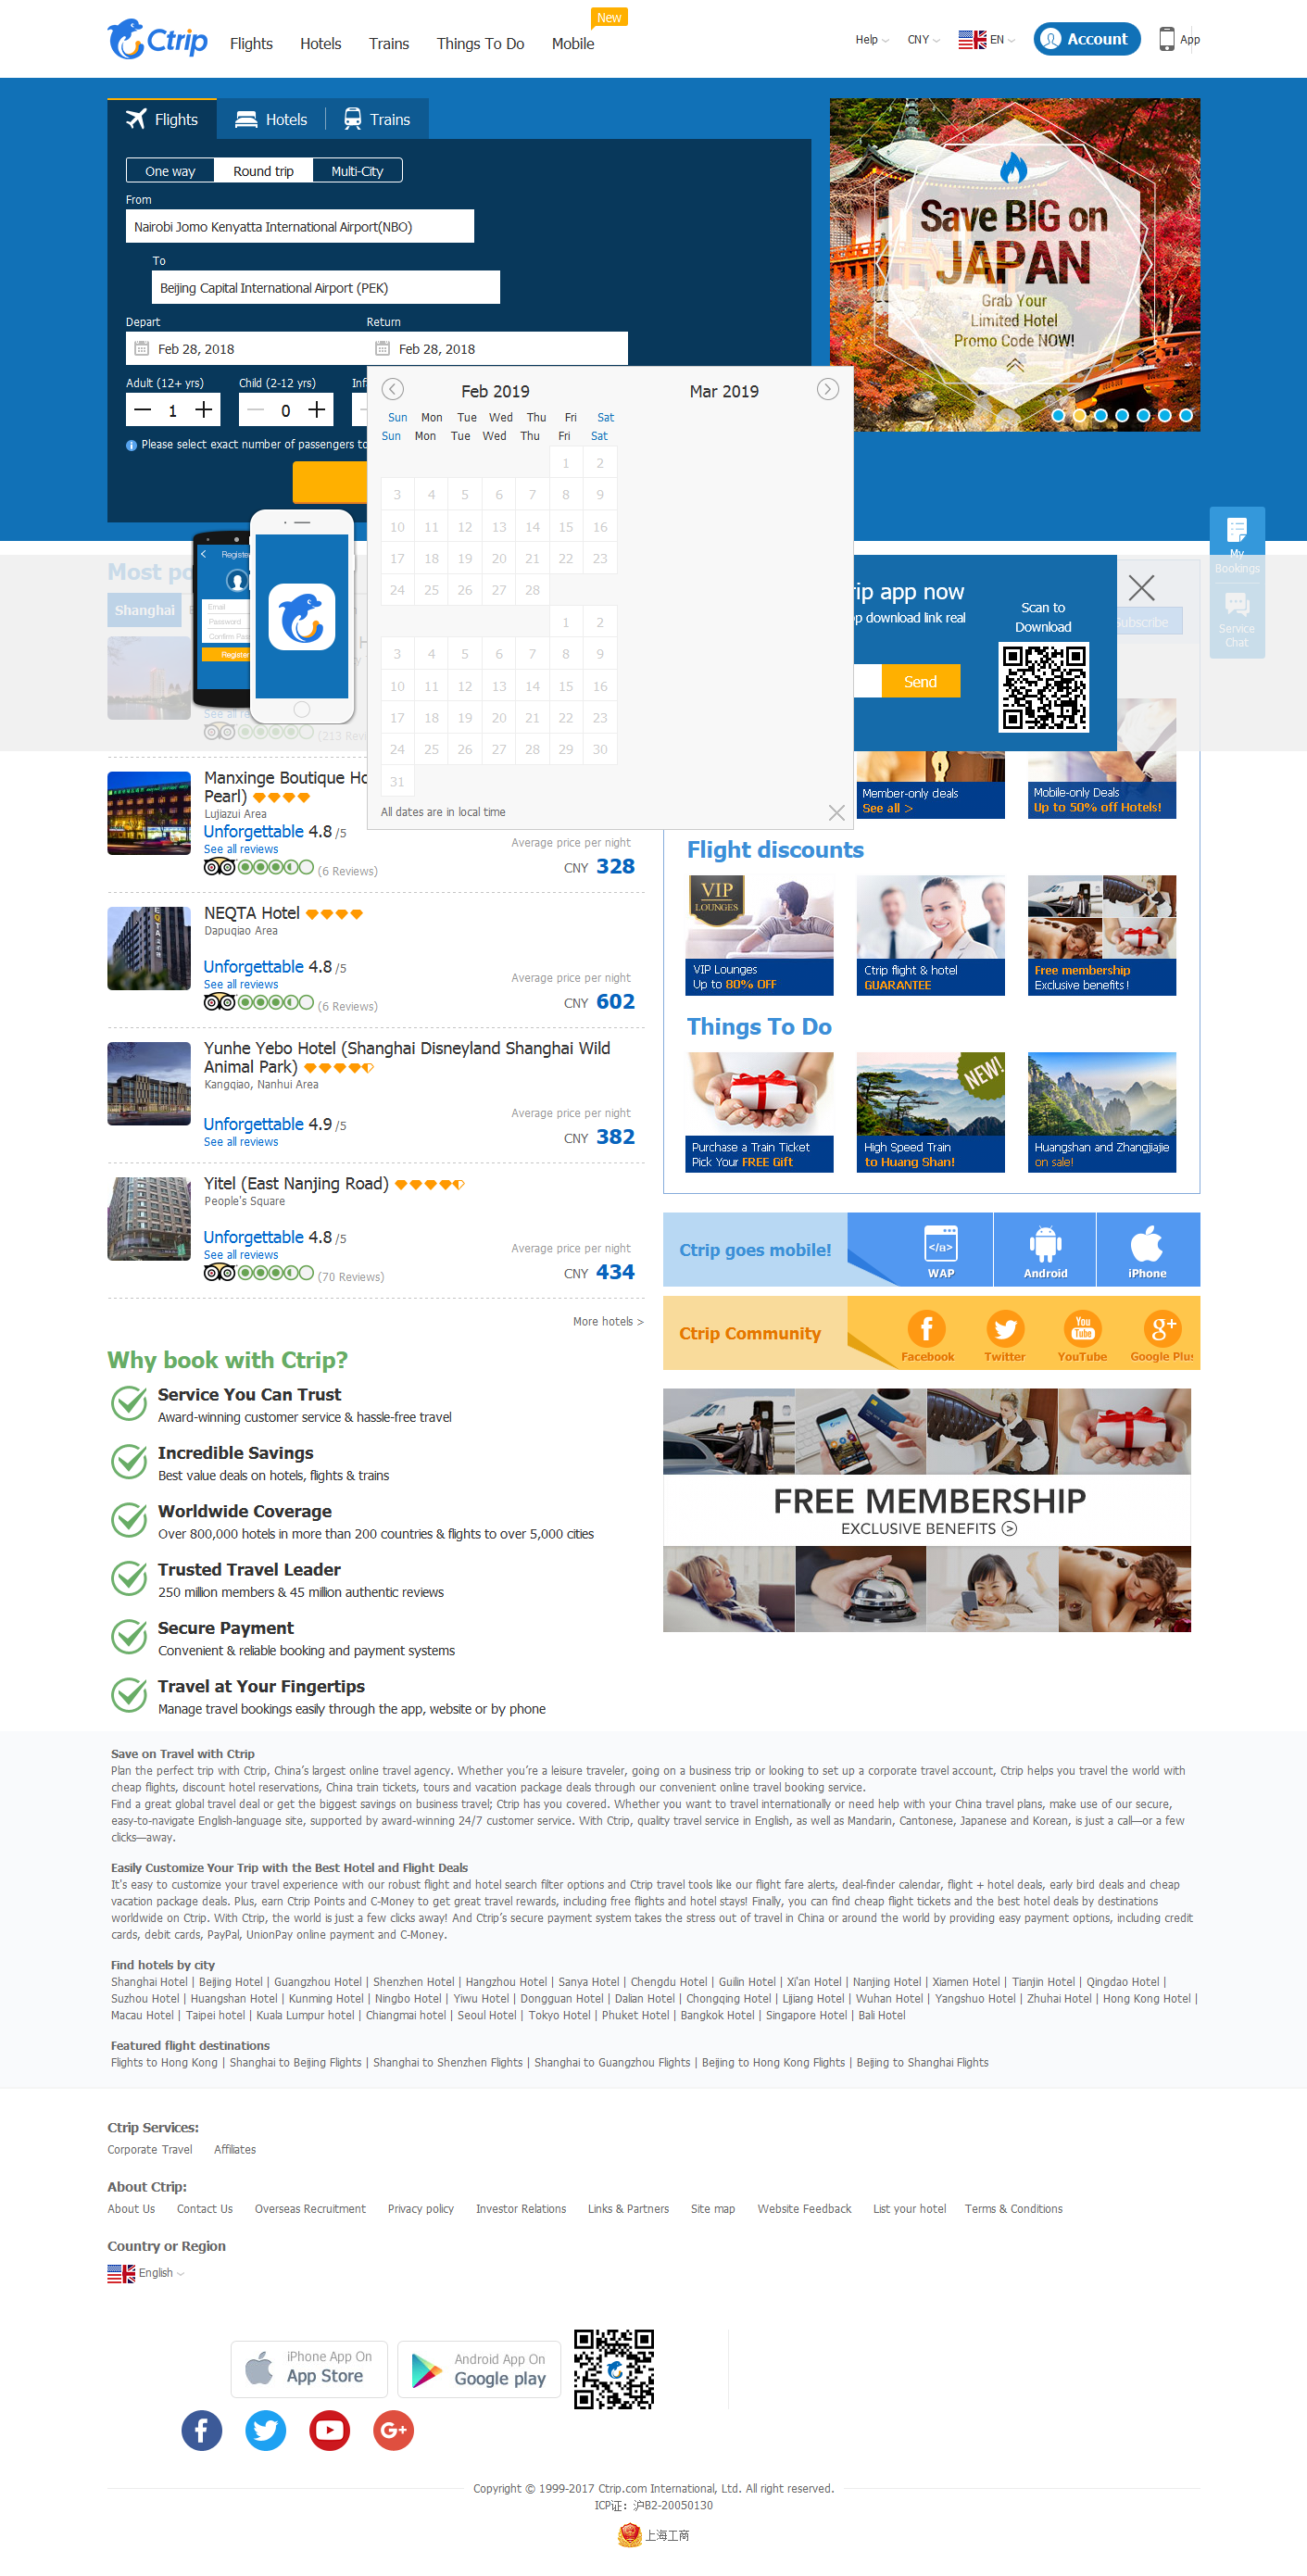 Ctrip
Flights
Hotels
Trains
Things To Do
Mobile
New
Help
CNY
EN
Account
App
Flights
Hotels
Trains
One way
Round trip
Multi-City
From
Nairobi Jomo Kenyatta International Airport(NBO)
To
Beijing Capital International Airport (PEK)
Depart
Return
Feb 28, 2018
Feb 28, 2018
Adult (12+ yrs)
Child (2-12 yrs)
1
0
Please select exact number of passengers
Save BIG on
JAPAN
Grab Your
Limited Hotel
Promo Code NOW!
Feb 2019
Mar 2019
Sun Mon Tue Wed Thu Fri Sat
Sun Mon Tue Wed Thu Fri Sat
1 2
3 4 5 6 7 8 9
10 11 12 13 14 15 16
17 18 19 20 21 22 23
24 25 26 27 28
1 2
3 4 5 6 7 8 9
10 11 12 13 14 15 16
17 18 19 20 21 22 23
24 25 26 27 28 29 30
31
All dates are in local time
My
Bookings
Service
Chat
Most
Shanghai
Register
Email
Password
Register
app now
download link
Send
Scan to
Download
Subscribe
(213
Manxinge Boutique
Pearl)
Lujiazui Area
Unforgettable 4.8 /5
See all reviews
(6 Reviews)
Average price per night
CNY 328
NEQTA Hotel
Dapuqiao Area
Unforgettable 4.8 /5
See all reviews
(6 Reviews)
Average price per night
CNY 602
Yunhe Yebo Hotel (Shanghai Disneyland Shanghai Wild
Animal Park)
Kangqiao, Nanhui Area
Unforgettable 4.9 /5
See all reviews
Average price per night
CNY 382
Yitel (East Nanjing Road)
People's Square
Unforgettable 4.8 /5
See all reviews
(70 Reviews)
Average price per night
CNY 434
More hotels >
Member-only deals
See all >
Mobile-only Deals
Up to 50% off Hotels!
Flight discounts
VIP
LOUNGES
VIP Lounges
Up to 80% OFF
Ctrip flight & hotel
GUARANTEE
Free membership
Exclusive benefits !
Things To Do
Purchase a Train Ticket
Pick Your FREE Gift
NEW!
High Speed Train
to Huang Shan!
Huangshan and Zhangjiajie
on sale!
Ctrip goes mobile!
</a>
WAP
Android
iPhone
Ctrip Community
Facebook
Twitter
You
Tube
YouTube
g+
Google Plus
FREE MEMBERSHIP
EXCLUSIVE BENEFITS
Why book with Ctrip?
Service You Can Trust
Award-winning customer service & hassle-free travel
Incredible Savings
Best value deals on hotels, flights & trains
Worldwide Coverage
Over 800,000 hotels in more than 200 countries & flights to over 5,000 cities
Trusted Travel Leader
250 million members & 45 million authentic reviews
Secure Payment
Convenient & reliable booking and payment systems
Travel at Your Fingertips
Manage travel bookings easily through the app, website or by phone
Save on Travel with Ctrip
Plan the perfect trip with Ctrip, China’s largest online travel agency. Whether you’re a leisure traveler, going on a business trip or looking to set up a corporate travel account, Ctrip helps you travel the world with
cheap flights, discount hotel reservations, China train tickets, tours and vacation package deals through our convenient online travel booking service.
Find a great global travel deal or get the biggest savings on business travel; Ctrip has you covered. Whether you want to travel internationally or need help with your China travel plans, make use of our secure,
easy-to-navigate English-language site, supported by award-winning 24/7 customer service. With Ctrip, quality travel service in English, as well as Mandarin, Cantonese, Japanese and Korean, is just a call—or a few
clicks—away.
Easily Customize Your Trip with the Best Hotel and Flight Deals
It's easy to customize your travel experience with our robust flight and hotel search filter options and Ctrip travel tools like our flight fare alerts, deal-finder calendar, flight + hotel deals, early bird deals and cheap
vacation package deals. Plus, earn Ctrip Points and C-Money to get great travel rewards, including free flights and hotel stays! Finally, you can find cheap flight tickets and the best hotel deals by destinations
worldwide on Ctrip. With Ctrip, the world is just a few clicks away! And Ctrip’s secure payment system takes the stress out of travel in China or around the world by providing easy payment options, including credit
cards, debit cards, PayPal, UnionPay online payment and C-Money.
Find hotels by city
Shanghai Hotel | Beijing Hotel | Guangzhou Hotel | Shenzhen Hotel | Hangzhou Hotel | Sanya Hotel | Chengdu Hotel | Guilin Hotel | Xi'an Hotel | Nanjing Hotel | Xiamen Hotel | Tianjin Hotel | Qingdao Hotel |
Suzhou Hotel | Huangshan Hotel | Kunming Hotel | Ningbo Hotel | Yiwu Hotel | Dongguan Hotel | Dalian Hotel | Chongqing Hotel | Lijiang Hotel | Wuhan Hotel | Yangshuo Hotel | Zhuhai Hotel | Hong Kong Hotel |
Macau Hotel | Taipei hotel | Kuala Lumpur hotel | Chiangmai hotel | Seoul Hotel | Tokyo Hotel | Phuket Hotel | Bangkok Hotel | Singapore Hotel | Bali Hotel
Featured flight destinations
Flights to Hong Kong | Shanghai to Beijing Flights | Shanghai to Shenzhen Flights | Shanghai to Guangzhou Flights | Beijing to Hong Kong Flights | Beijing to Shanghai Flights
Ctrip Services:
Corporate Travel Affiliates
About Ctrip:
About Us Contact Us Overseas Recruitment Privacy policy Investor Relations Links & Partners Site map Website Feedback List your hotel Terms & Conditions
Country or Region
English
iPhone App On
App Store
Android App On
Google play
Copyright © 1999-2017 Ctrip.com International, Ltd. All right reserved.
ICP证：沪B2-20050130
上海工商